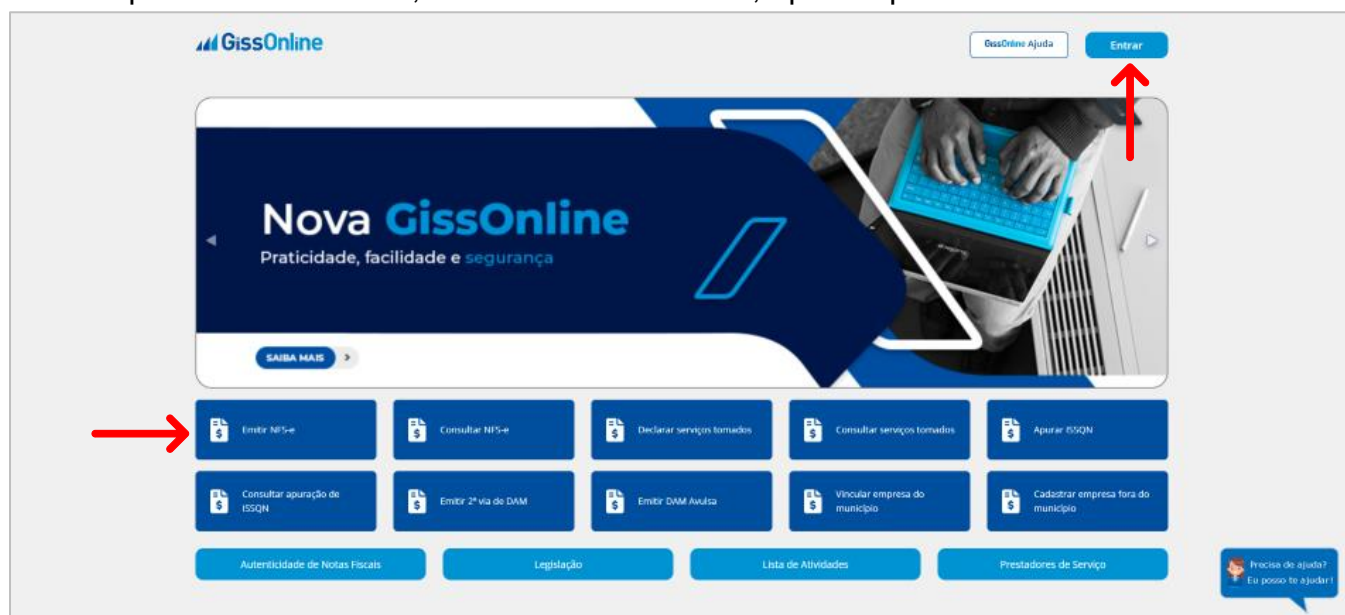 GissOnline
GissOnline Ajuda
Entrar
Nova GissOnline
Praticidade, facilidade e segurança
SAIBA MAIS
Emitir NFS-e
Consultar NFS-e
Declarar serviços tomados
Consultar serviços tomados
Apurar ISSQN
Consultar apuração de
ISSQN
Emitir 2ª via de DAM
Emitir DAM Avulsa
Vincular empresa do
município
Cadastrar empresa fora do
município
Autenticidade de Notas Fiscais
Legislação
Lista de Atividades
Prestadores de Serviço
Precisa de ajuda?
Eu posso te ajudar!